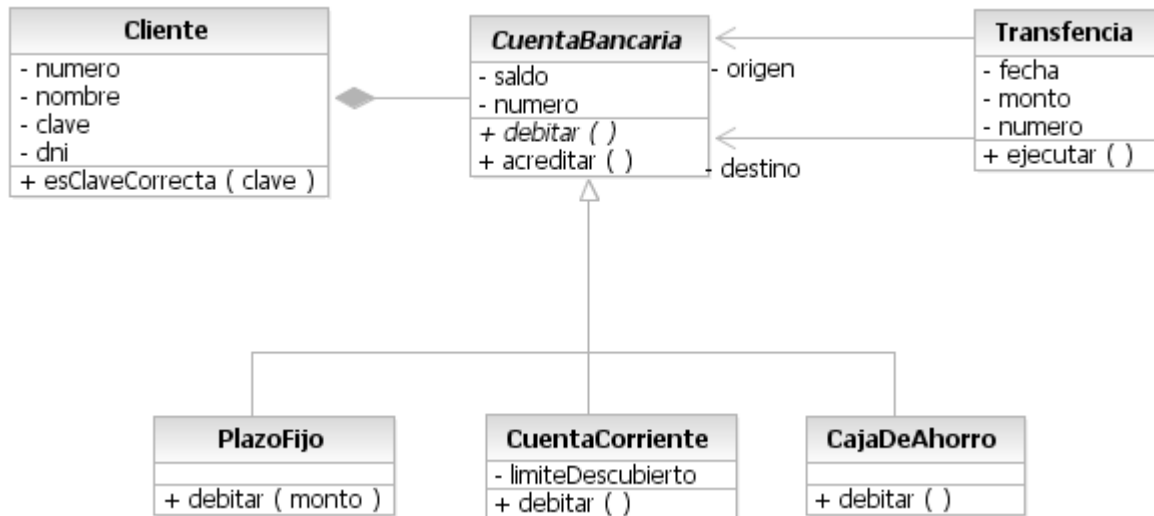 Cliente
- numero
- nombre
- clave
- dni
+ esClaveCorrecta ( clave )
CuentaBancaria
- saldo
- numero
+ debitar ( )
+ acreditar ( )
- origen
- destino
Transfencia
- fecha
- monto
- numero
+ ejecutar ( )
PlazoFijo
+ debitar ( monto )
CuentaCorriente
- limiteDescubierto
+ debitar ( )
CajaDeAhorro
+ debitar ( )